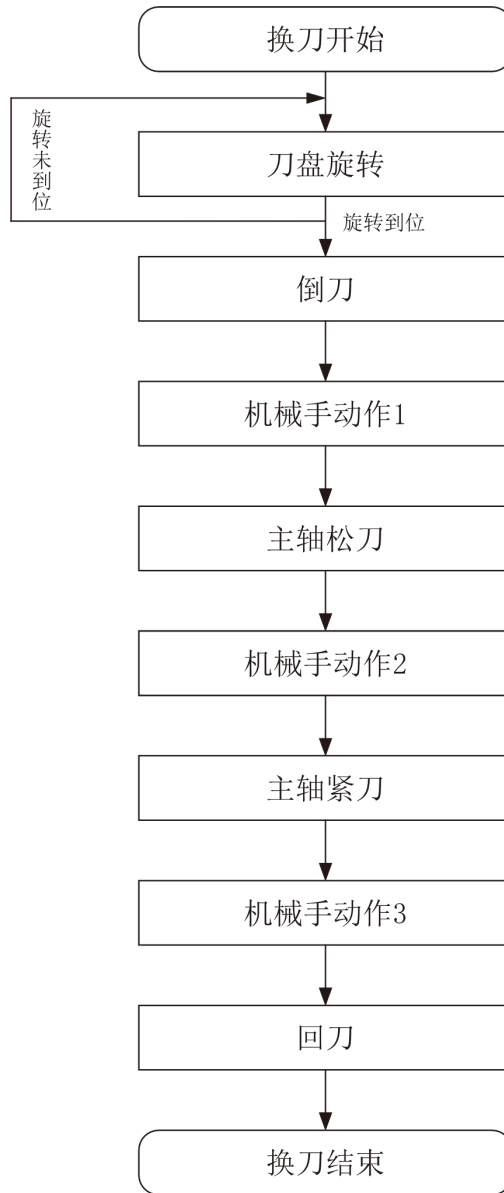 换刀开始
旋转未到位
刀盘旋转
旋转到位
倒刀
机械手动作1
主轴松刀
机械手动作2
主轴紧刀
机械手动作3
回刀
换刀结束